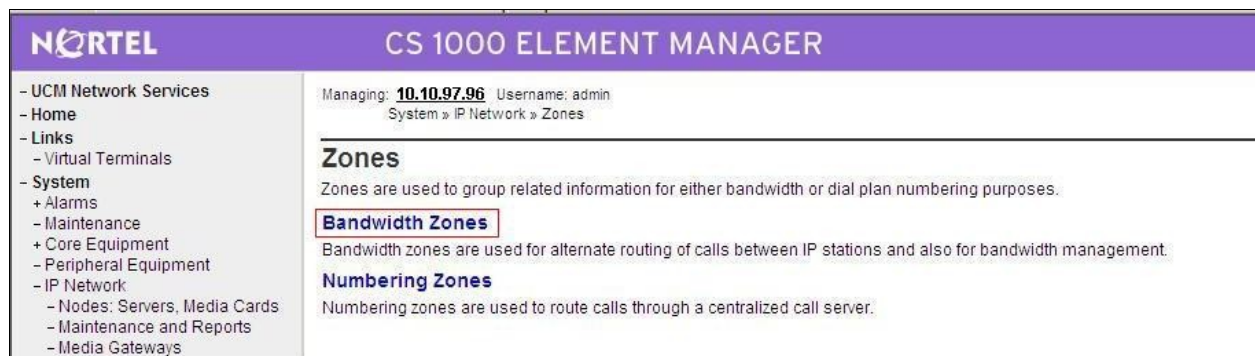 NORTEL
CS 1000 ELEMENT MANAGER
- UCM Network Services
- Home
- Links
- Virtual Terminals
- System
+ Alarms
- Maintenance
+ Core Equipment
- Peripheral Equipment
- IP Network
- Nodes: Servers, Media Cards
- Maintenance and Reports
- Media Gateways
Managing: 10.10.97.96 Username: admin
System » IP Network » Zones
Zones
Zones are used to group related information for either bandwidth or dial plan numbering purposes.
Bandwidth Zones
Bandwidth zones are used for alternate routing of calls between IP stations and also for bandwidth management.
Numbering Zones
Numbering zones are used to route calls through a centralized call server.